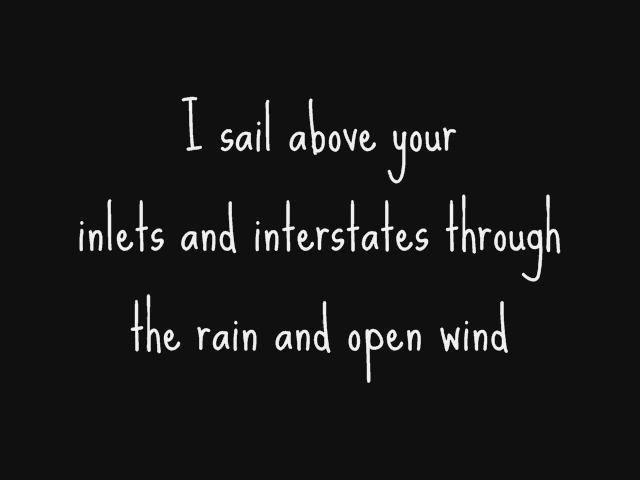 I sail above your
inlets and interstates through
the rain and open wind